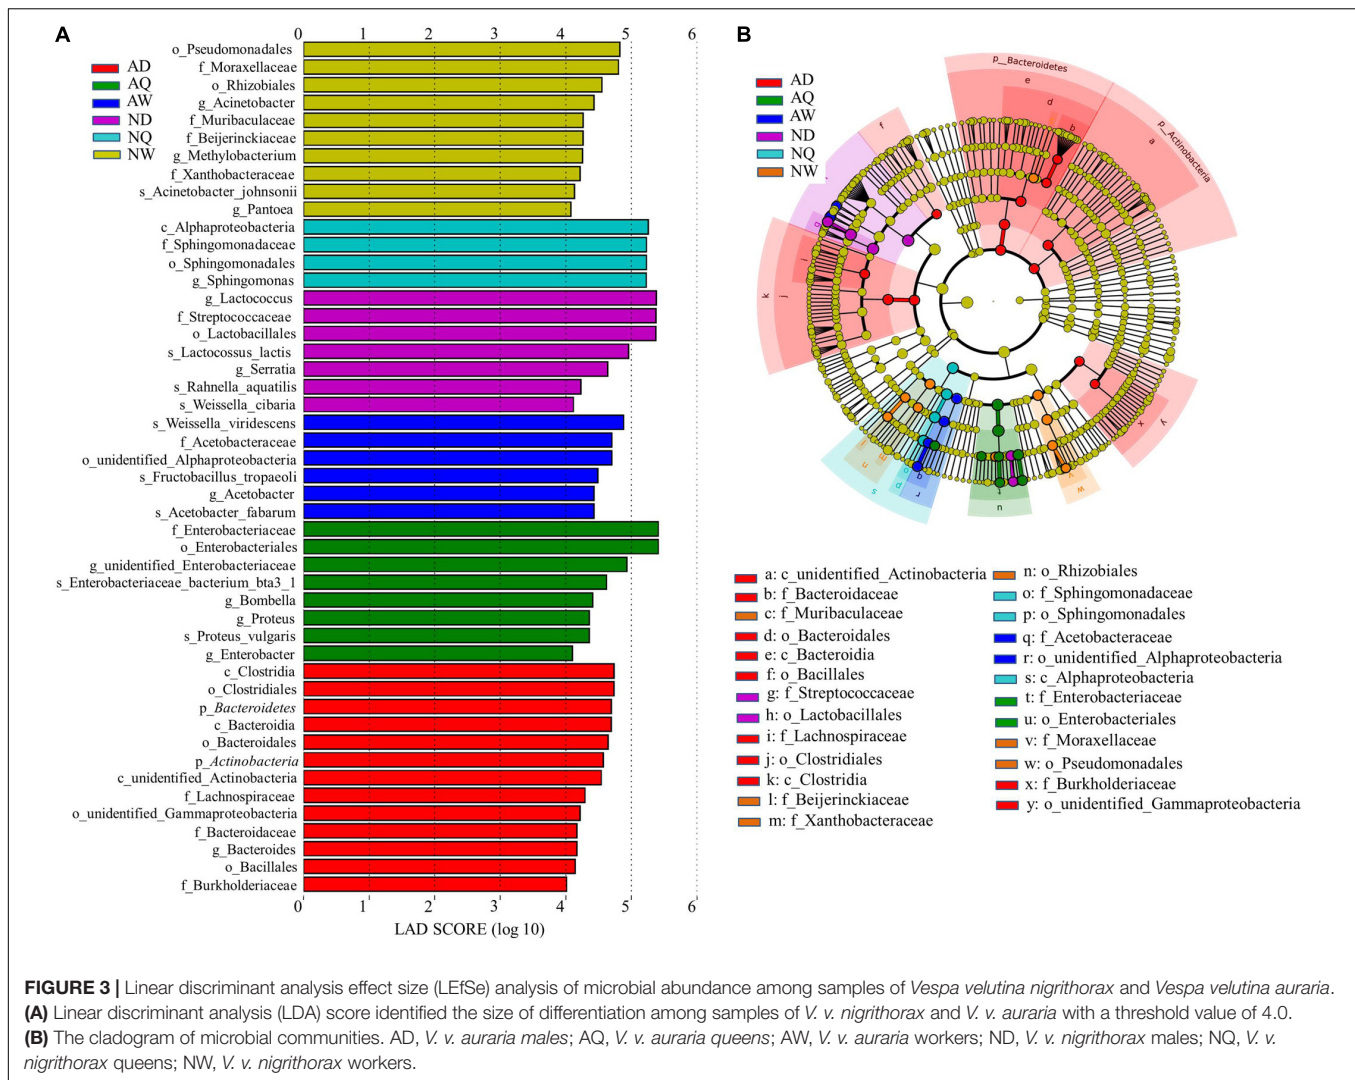 A
0 1 2 3 4 5 6
AD
AQ
AW
ND
NQ
NW
o_Pseudomonadales
f_Moraxellaceae
o_Rhizobiales
g_Acinetobacter
f_Muribaculaceae
f_Beijerinckiaceae
g_Methylobacterium
f_Xanthobacteraceae
s_Acinetobacter_johnsonii
g_Pantoea
c_Alphaproteobacteria
f_Sphingomonadaceae
o_Sphingomonadales
g_Sphingomonas
g_Lactococcus
f_Streptococcaceae
o_Lactobacillales
s_Lactocossus_lactis
g_Serratia
s_Rahnella_aquatilis
s_Weissella_cibaria
s_Weissella_viridescens
f_Acetobacteraceae
o_unidentified_Alphaproteobacteria
s_Fructobacillus_tropaeoli
g_Acetobacter
s_Acetobacter_fabarum
f_Enterobacteriaceae
o_Enterobacteriales
g_unidentified_Enterobacteriaceae
s_Enterobacteriaceae_bacterium_bta3_1
g_Bombella
g_Proteus
s_Proteus_vulgaris
g_Enterobacter
c_Clostridia
o_Clostridiales
p_Bacteroidetes
c_Bacteroidia
o_Bacteroidales
p_Actinobacteria
c_unidentified_Actinobacteria
f_Lachnospiraceae
o_unidentified_Gammaproteobacteria
f_Bacteroidaceae
g_Bacteroides
o_Bacillales
f_Burkholderiaceae
0 1 2 3 4 5 6
LAD SCORE (log 10)
B
AD
AQ
AW
ND
NQ
NW
p__Bacteroidetes
e
d
b
p__Actinobacteria
a
f
k
j
i
s
n
p
r
u
t
w
v
x
y
a: c_unidentified_Actinobacteria
b: f_Bacteroidaceae
c: f_Muribaculaceae
d: o_Bacteroidales
e: c_Bacteroidia
f: o_Bacillales
g: f_Streptococcaceae
h: o_Lactobacillales
i: f_Lachnospiraceae
j: o_Clostridiales
k: c_Clostridia
l: f_Beijerinckiaceae
m: f_Xanthobacteraceae
n: o_Rhizobiales
o: f_Sphingomonadaceae
p: o_Sphingomonadales
q: f_Acetobacteraceae
r: o_unidentified_Alphaproteobacteria
s: c_Alphaproteobacteria
t: f_Enterobacteriaceae
u: o_Enterobacteriales
v: f_Moraxellaceae
w: o_Pseudomonadales
x: f_Burkholderiaceae
y: o_unidentified_Gammaproteobacteria
FIGURE 3 | Linear discriminant analysis effect size (LEfSe) analysis of microbial abundance among samples of Vespa velutina nigrithorax and Vespa velutina auraria.
(A) Linear discriminant analysis (LDA) score identified the size of differentiation among samples of V. v. nigrithorax and V. v. auraria with a threshold value of 4.0.
(B) The cladogram of microbial communities. AD, V. v. auraria males; AQ, V. v. auraria queens; AW, V. v. auraria workers; ND, V. v. nigrithorax males; NQ, V. v.
nigrithorax queens; NW, V. v. nigrithorax workers.